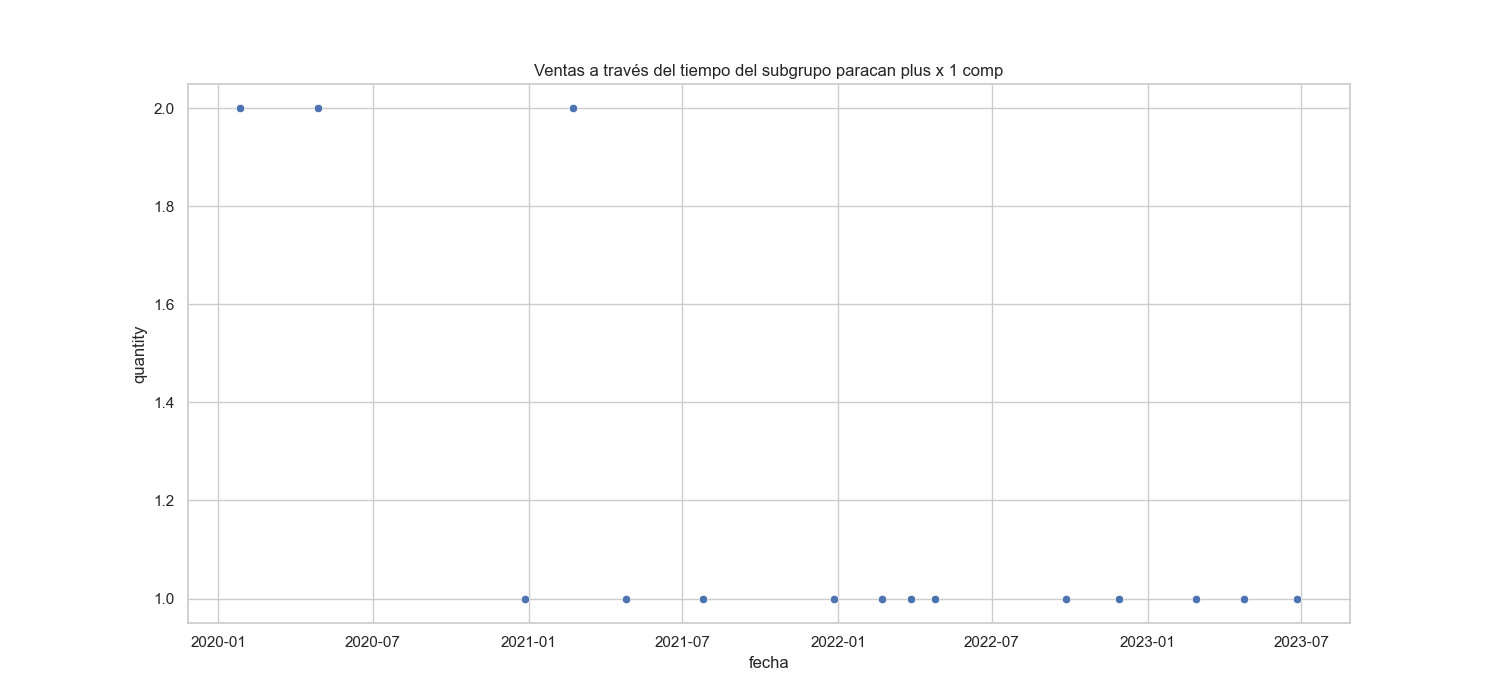 Ventas a través del tiempo del subgrupo paracan plus x 1 comp
2.0
1.8
1.6
1.4
1.2
1.0
quantity
2020-01 2020-07 2021-01 2021-07 2022-01 2022-07 2023-01 2023-07
fecha